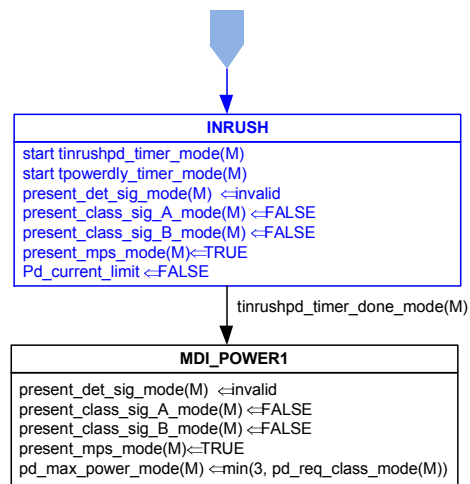 INRUSH
start tinrushpd_timer_mode(M)
start tpowerdly_timer_mode(M)
present_det_sig_mode(M) ⇐invalid
present_class_sig_A_mode(M) ⇐FALSE
present_class_sig_B_mode(M) ⇐FALSE
present_mps_mode(M)⇐TRUE
Pd_current_limit ⇐FALSE
tinrushpd_timer_done_mode(M)
MDI_POWER1
present_det_sig_mode(M) ⇐invalid
present_class_sig_A_mode(M) ⇐FALSE
present_class_sig_B_mode(M) ⇐FALSE
present_mps_mode(M)⇐TRUE
pd_max_power_mode(M) ⇐min(3, pd_req_class_mode(M))